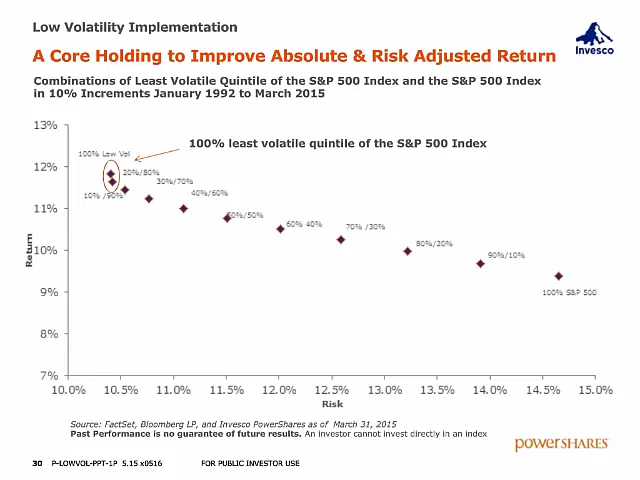 Low Volatility Implementation
A Core Holding to Improve Absolute & Risk Adjusted Return
Invesco
Combinations of Least Volatile Quintile of the S&P 500 Index and the S&P 500 Index
in 10% Increments January 1992 to March 2015
13%
12%
11%
10%
9%
8%
7%
Return
100% least volatile quintile of the S&P 500 Index
100% Low Vol
20%/80%
30%/70%
10% /90%
40%/60%
50%/50%
60% 40%
70% /30%
80%/20%
90%/10%
100% S&P 500
10.0% 10.5% 11.0% 11.5% 12.0% 12.5% 13.0% 13.5% 14.0% 14.5% 15.0%
Risk
Source: FactSet, Bloomberg LP, and Invesco PowerShares as of March 31, 2015
Past Performance is no guarantee of future results. An investor cannot invest directly in an index
powerSHARES
30 P-LOWVOL-PPT-1P 5.15 x0516 FOR PUBLIC INVESTOR USE